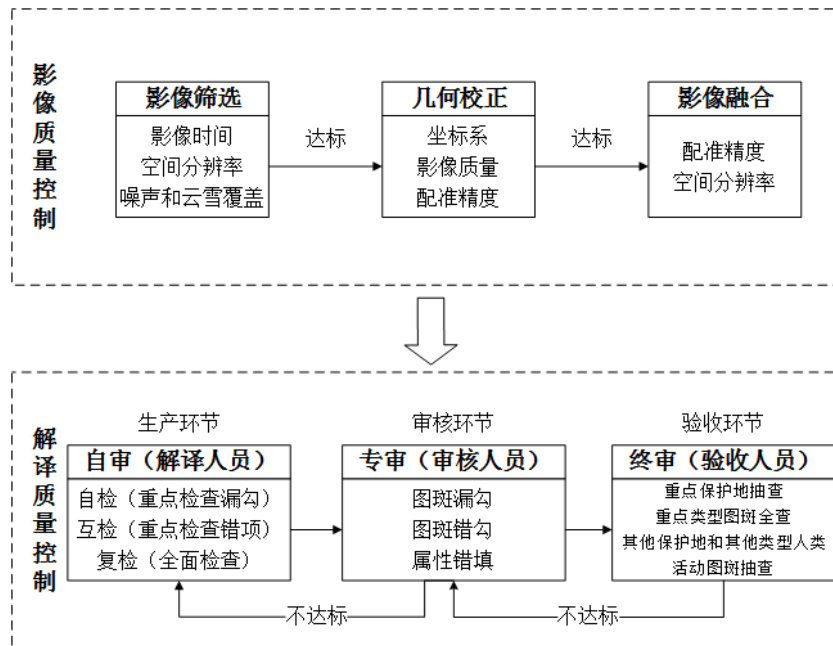 影像质量控制
影像筛选
影像时间
空间分辨率
噪声和云雪覆盖
达标
几何校正
坐标系
影像质量
配准精度
达标
影像融合
配准精度
空间分辨率
解译质量控制
生产环节
自审（解译人员）
自检（重点检查漏勾）
互检（重点检查错项）
复检（全面检查）
审核环节
专审（审核人员）
图斑漏勾
图斑错勾
属性错填
验收环节
终审（验收人员）
重点保护地抽查
重点类型图斑全查
其他保护地和其他类型人类
活动图斑抽查
不达标
不达标